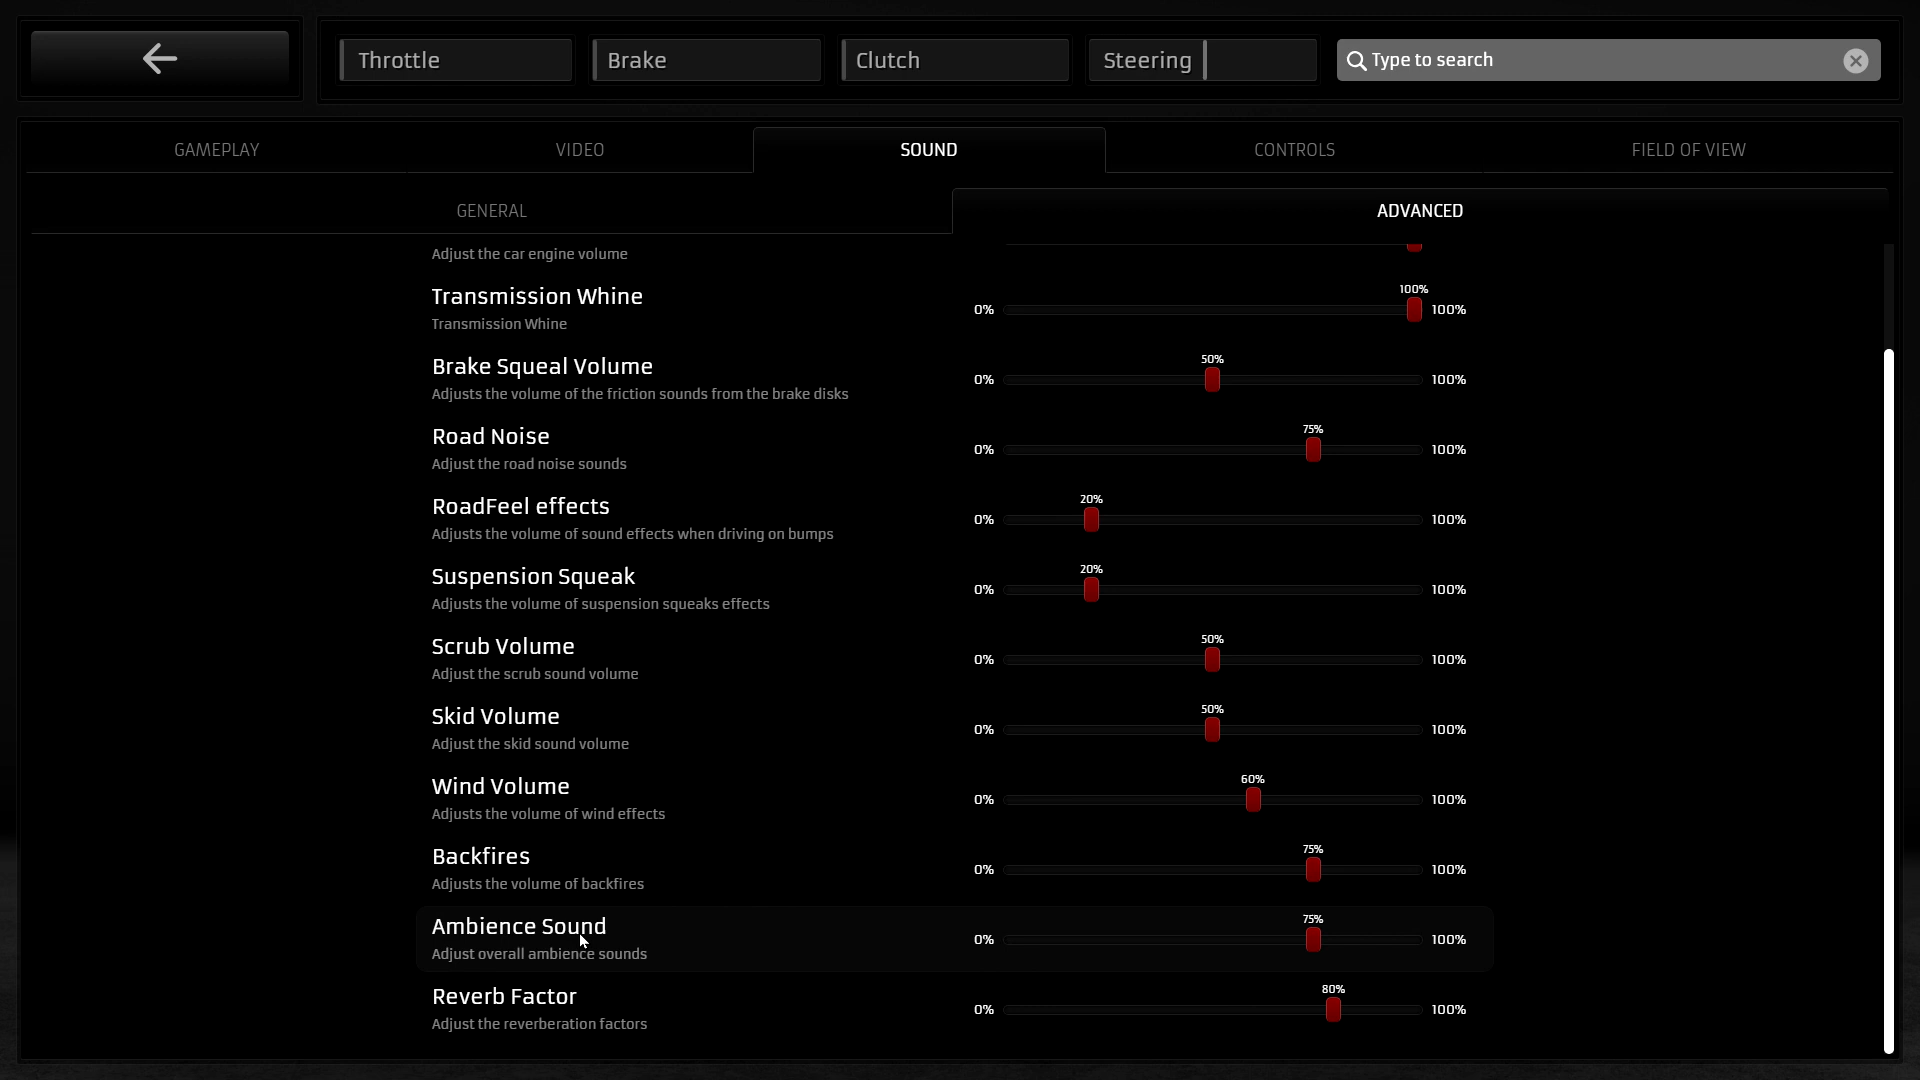 Throttle
Brake
Clutch
Steering
Type to search
GAMEPLAY
VIDEO
SOUND
CONTROLS
FIELD OF VIEW
GENERAL
ADVANCED
Adjust the car engine volume
Transmission Whine
Transmission Whine
100%
0%
100%
Brake Squeal Volume
Adjusts the volume of the friction sounds from the brake disks
50%
0%
100%
Road Noise
Adjust the road noise sounds
75%
0%
100%
RoadFeel effects
Adjusts the volume of sound effects when driving on bumps
20%
0%
100%
Suspension Squeak
Adjusts the volume of suspension squeaks effects
20%
0%
100%
Scrub Volume
Adjust the scrub sound volume
50%
0%
100%
Skid Volume
Adjust the skid sound volume
50%
0%
100%
Wind Volume
Adjusts the volume of wind effects
60%
0%
100%
Backfires
Adjusts the volume of backfires
75%
0%
100%
Ambience Sound
Adjust overall ambience sounds
75%
0%
100%
Reverb Factor
Adjust the reverberation factors
80%
0%
100%